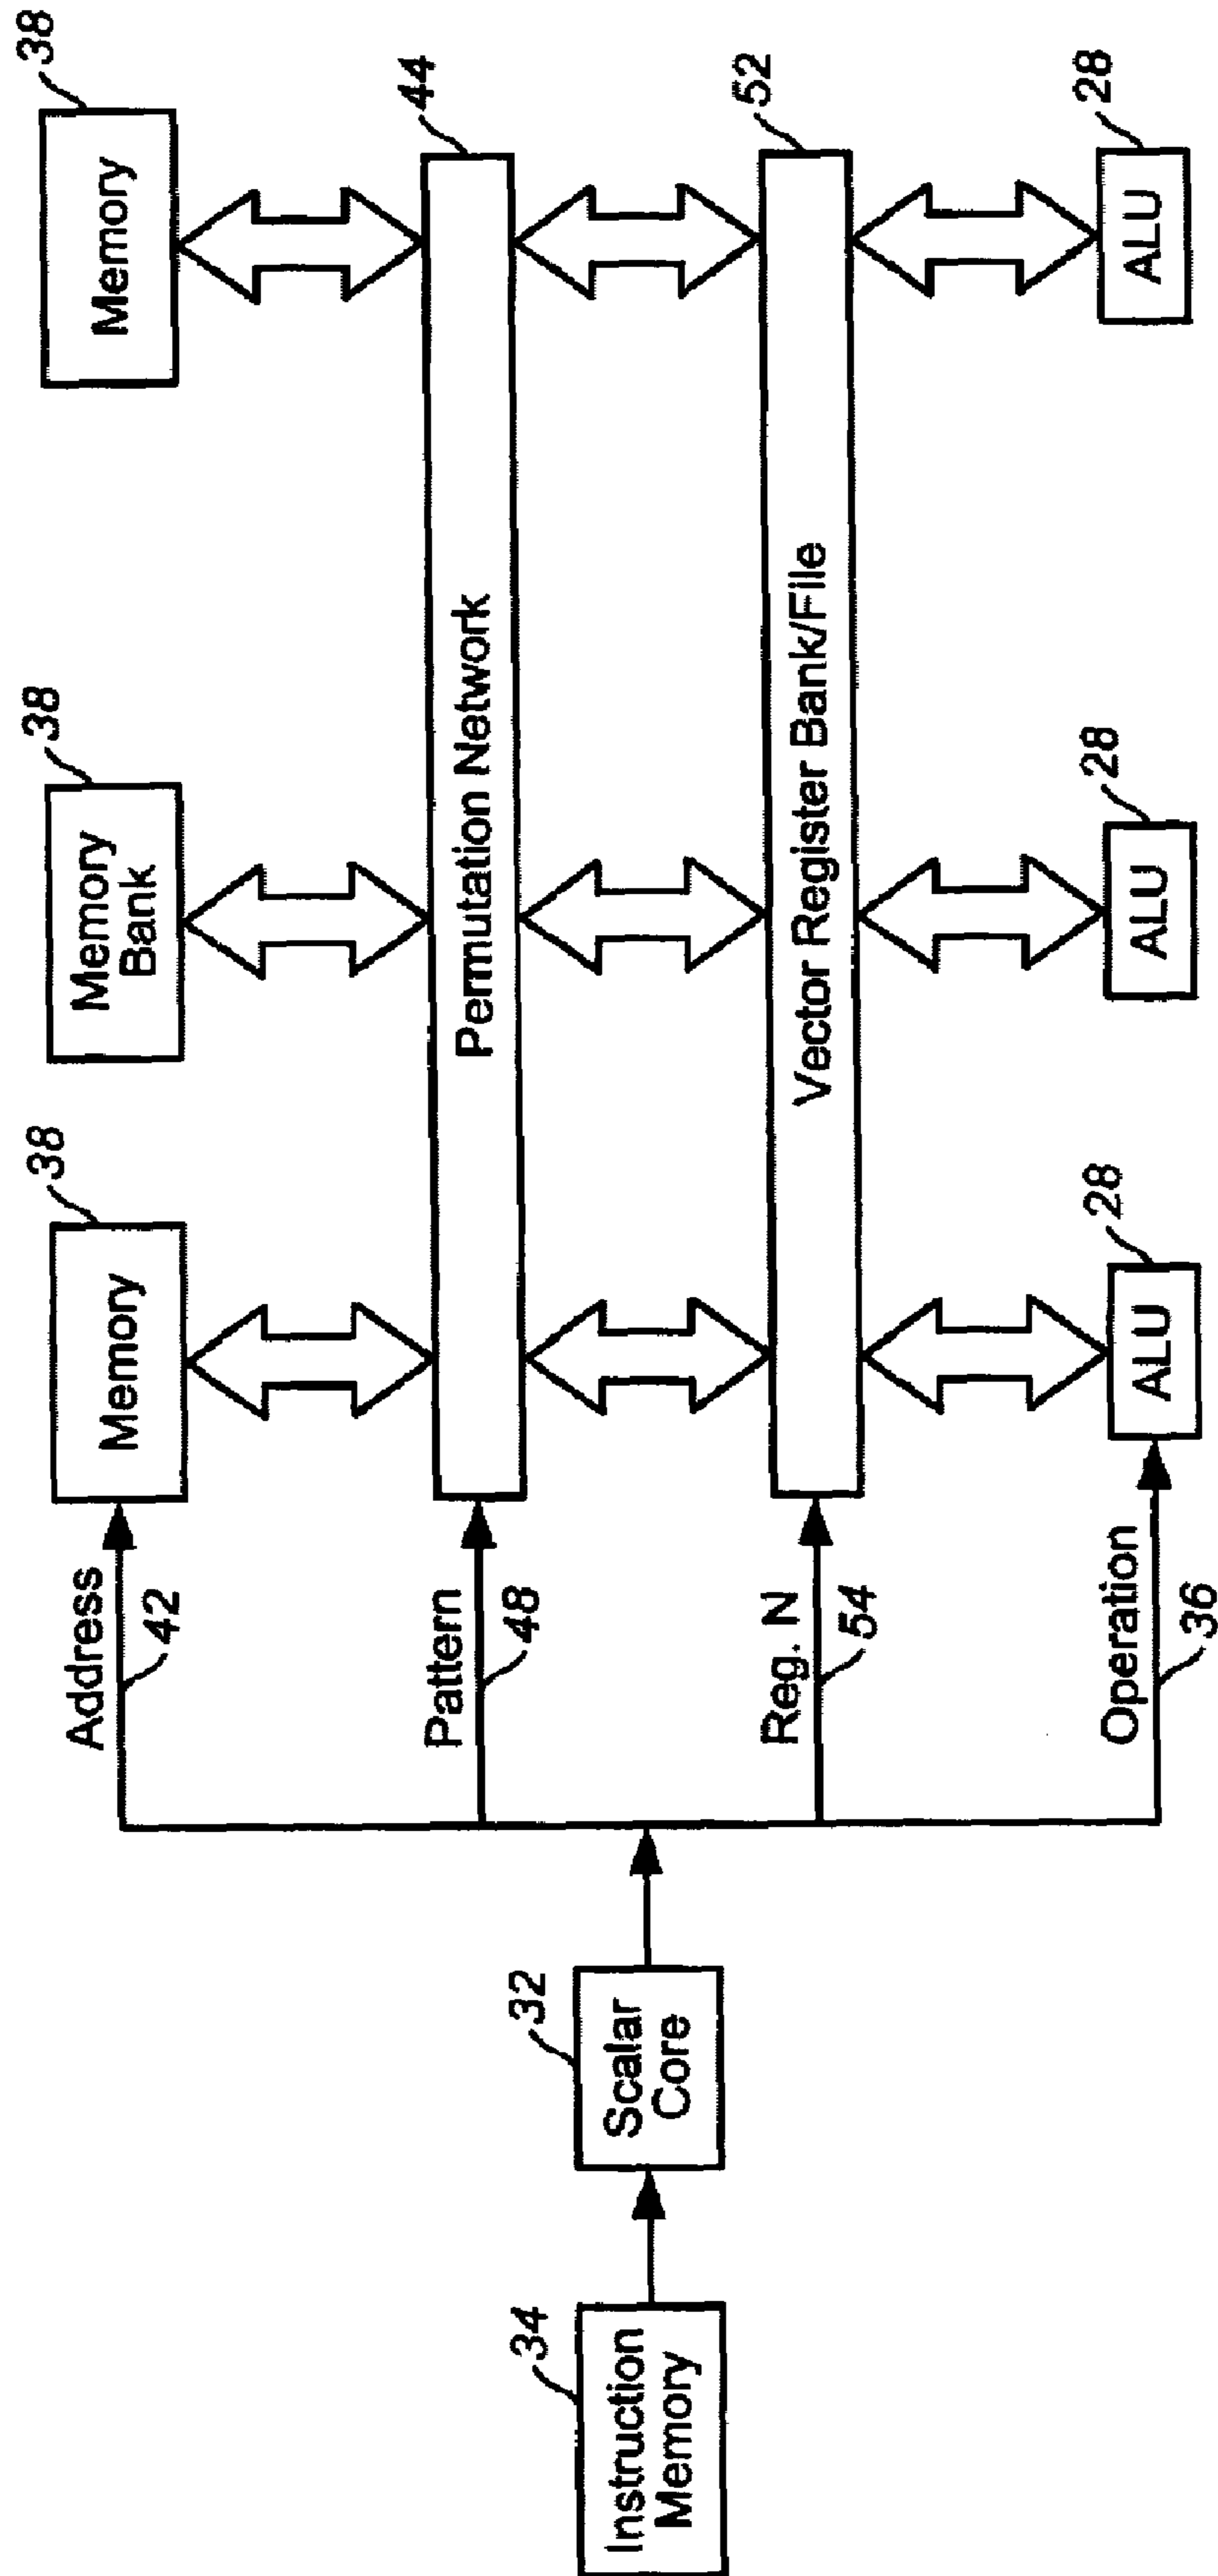 38
Memory
38
Memory
Bank
38
Memory
Address
42
44
Permutation Network
Pattern
48
52
Vector Register Bank/File
Reg. N
54
28
ALU
28
ALU
28
ALU
Operation
36
32
Scalar
Core
34
Instruction
Memory